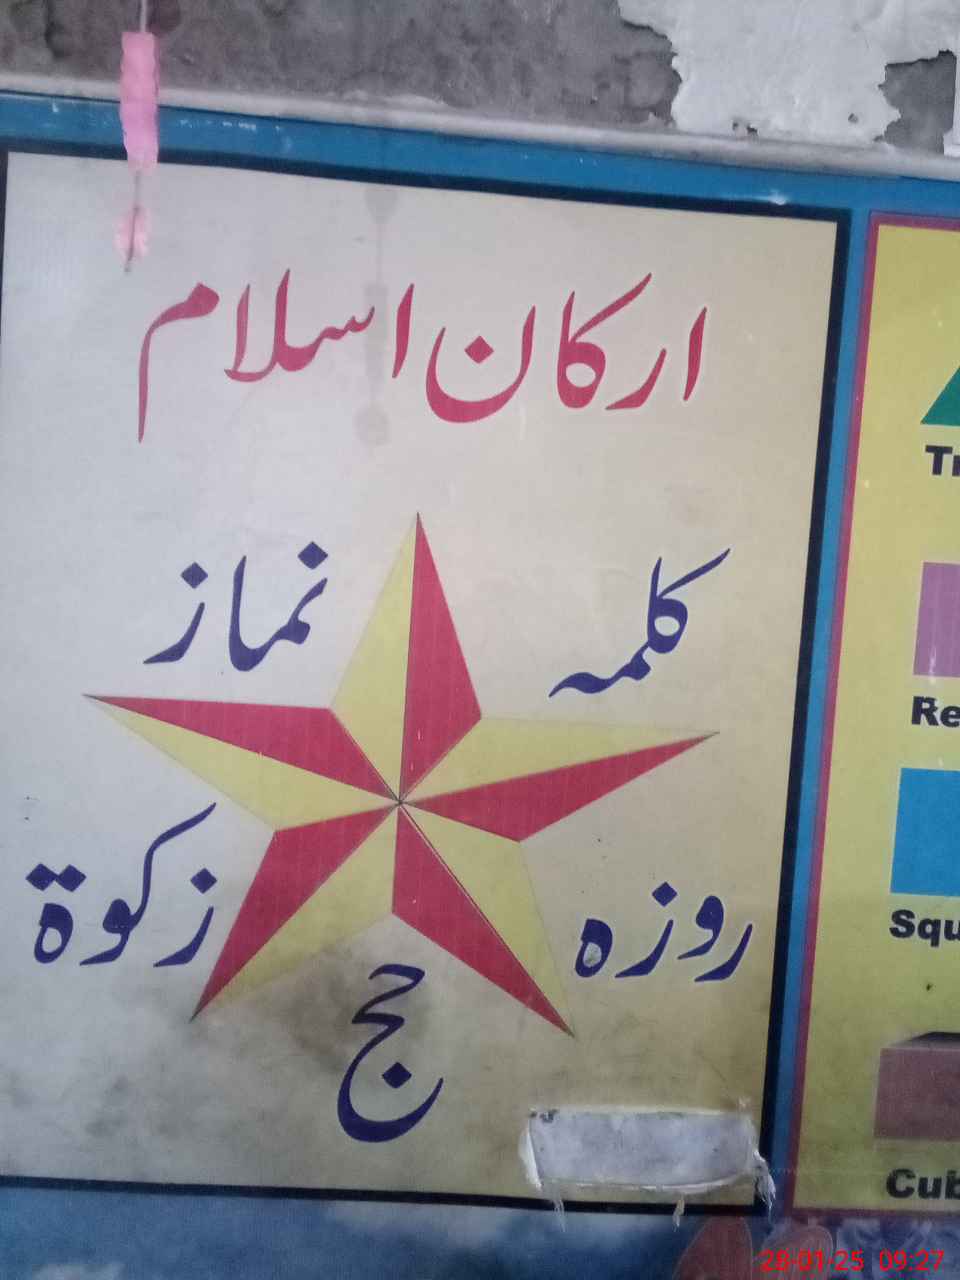 ارکان اسلام
کلمہ
نماز
روزہ
زکوۃ
حج
Tr
Re
Squ
Cub
28-01-25 09:27